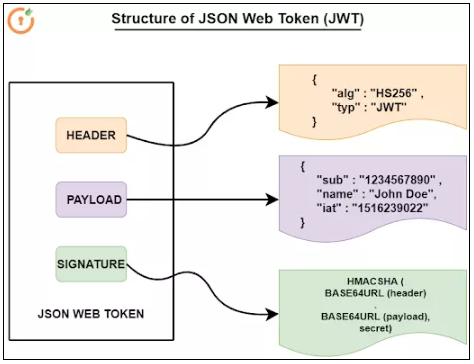 Structure of JSON Web Token (JWT)
HEADER
PAYLOAD
SIGNATURE
JSON WEB TOKEN
{
"alg" : "HS256" ,
"typ" : "JWT"
}
{
"sub" : "1234567890" ,
"name" : "John Doe",
"iat" : "1516239022"
}
HMACSHA (
BASE64URL (header)
.
BASE64URL (payload),
secret)